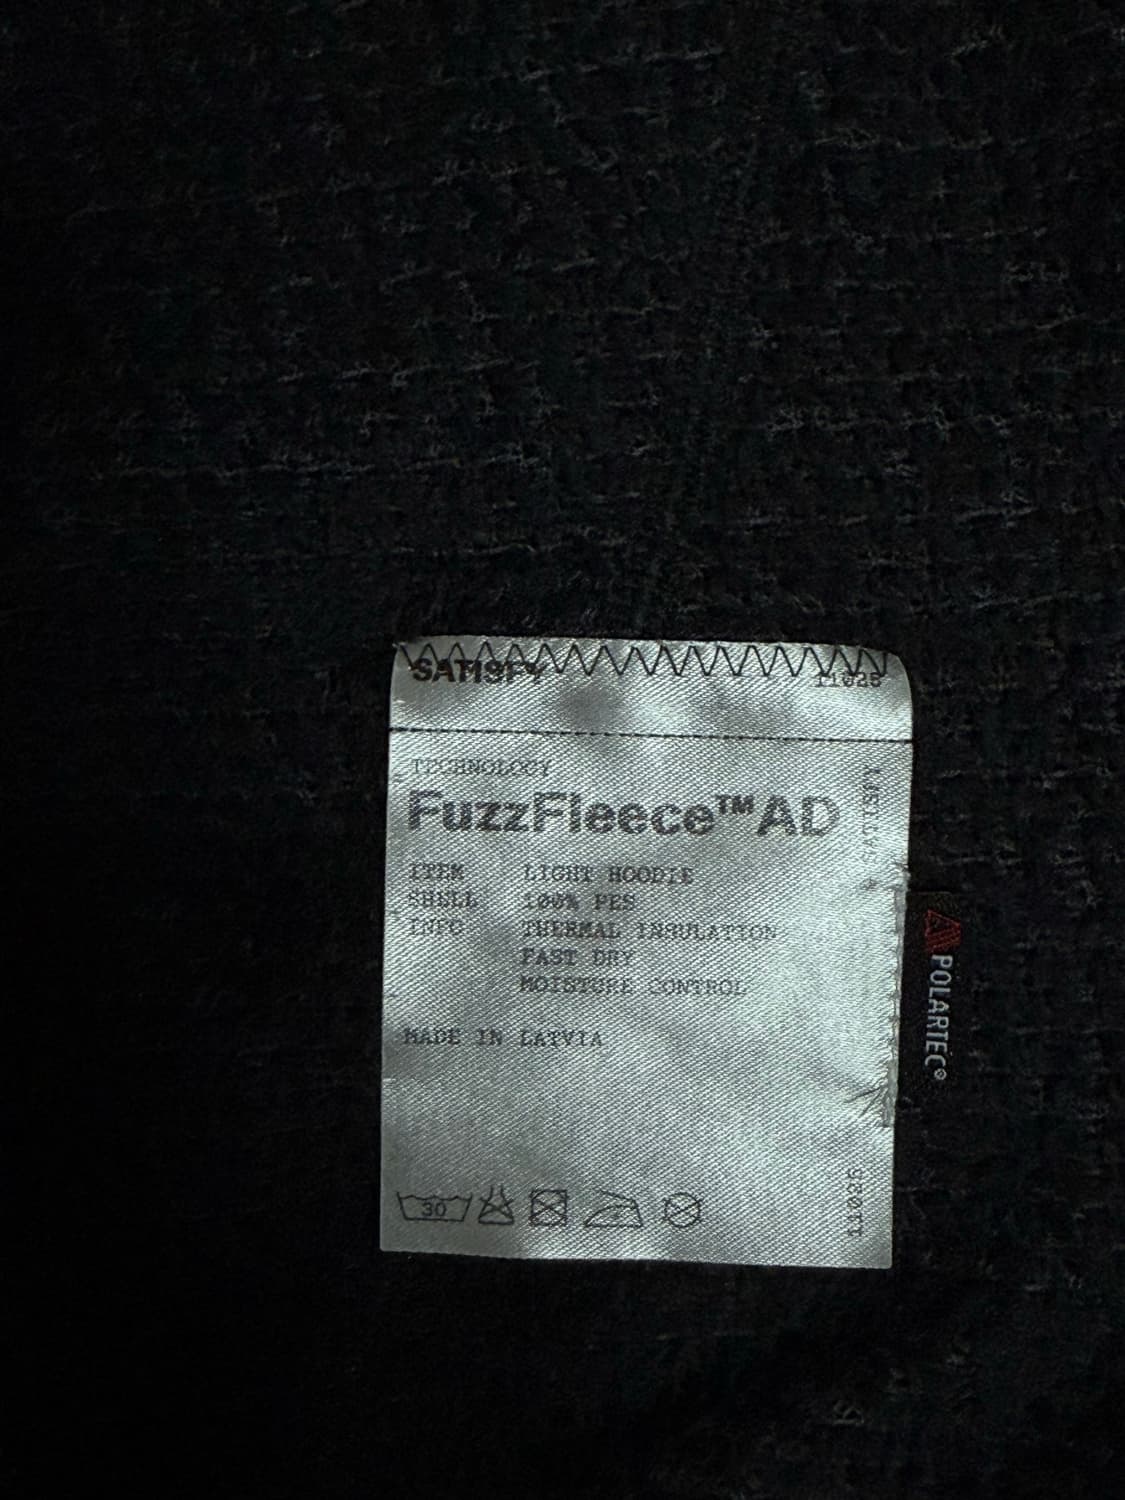 SATISFY
11025
TECHNOLOGY
FuzzFleece™AD
SATISFY
ITEM LIGHT HOODIE
SHELL 100% PES
INFO THERMAL INSULATION
FAST DRY
MOISTURE CONTROL
MADE IN LATVIA
POLARTEC®
30
11025